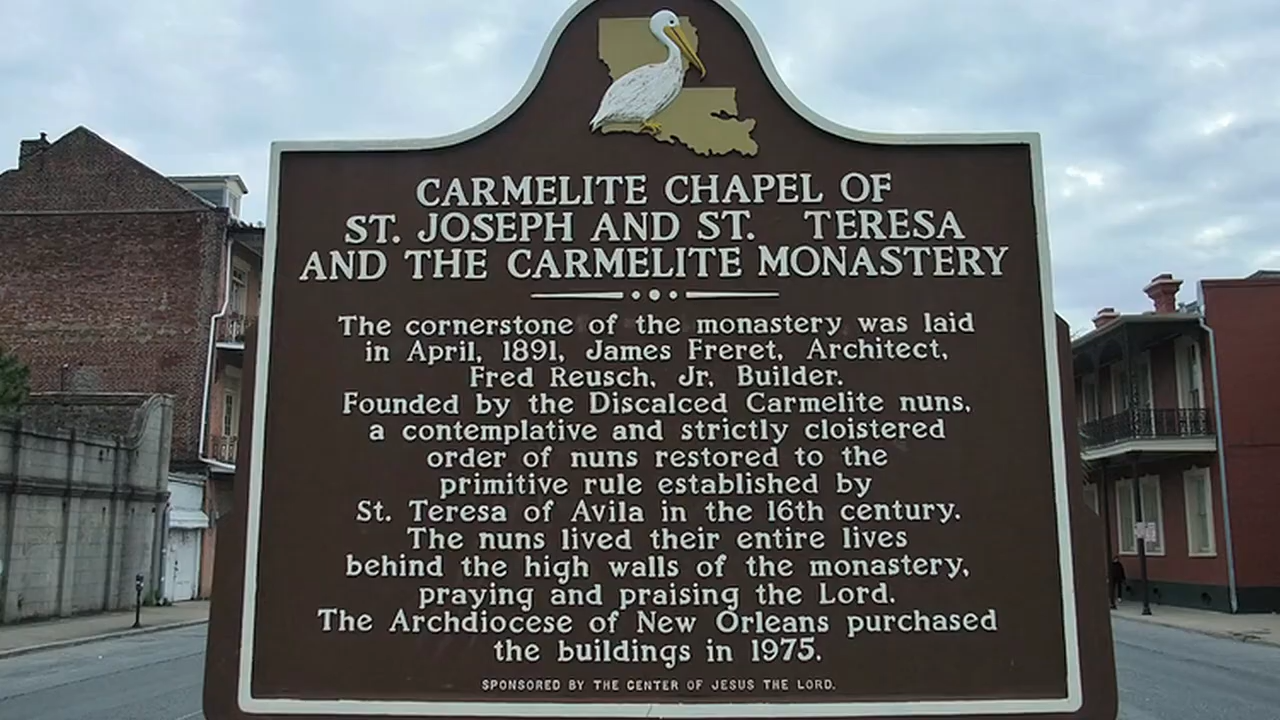 CARMELITE CHAPEL OF
ST. JOSEPH AND ST. TERESA
AND THE CARMELITE MONASTERY
The cornerstone of the monastery was laid
in April, 1891, James Freret, Architect,
Fred Reusch, Jr. Builder.
Founded by the Discalced Carmelite nuns,
a contemplative and strictly cloistered
order of nuns restored to the
primitive rule established by
St. Teresa of Avila in the 16th century.
The nuns lived their entire lives
behind the high walls of the monastery,
praying and praising the Lord.
The Archdiocese of New Orleans purchased
the buildings in 1975.
SPONSORED BY THE CENTER OF JESUS THE LORD.